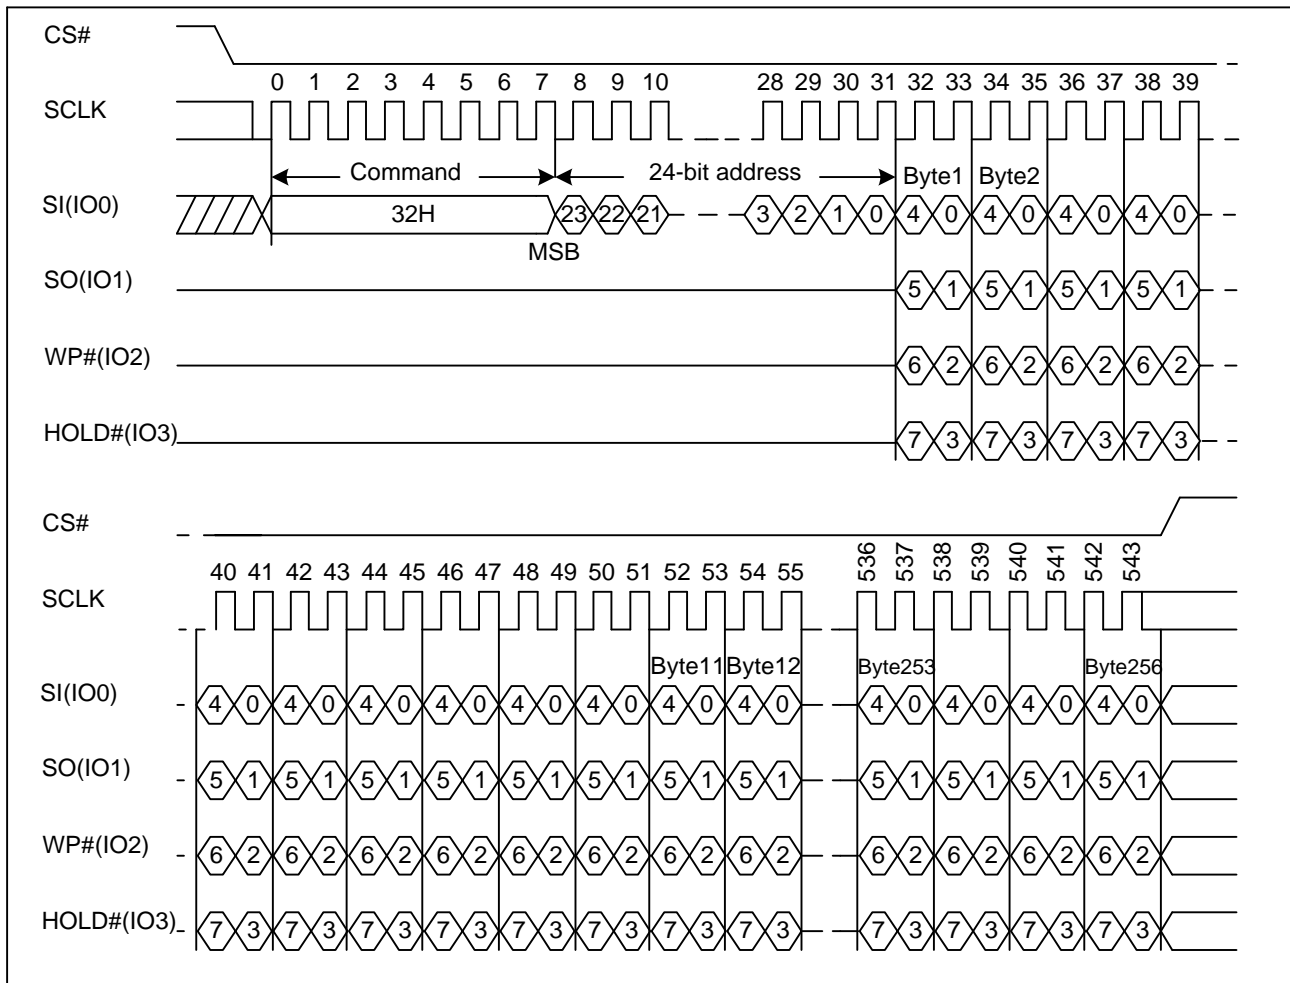 CS#
0 1 2 3 4 5 6 7 8 9 10 28 29 30 31 32 33 34 35 36 37 38 39
SCLK
Command 24-bit address Byte1 Byte2
SI(IO0) 32H 23 22 21 3 2 1 0 4 0 4 0 4 0 4 0
MSB
SO(IO1) 5 1 5 1 5 1 5 1
WP#(IO2) 6 2 6 2 6 2 6 2
HOLD#(IO3) 7 3 7 3 7 3 7 3
CS#
40 41 42 43 44 45 46 47 48 49 50 51 52 53 54 55 536 537 538 539 540 541 542 543
SCLK
Byte11 Byte12 Byte253 Byte256
SI(IO0) 4 0 4 0 4 0 4 0 4 0 4 0 4 0 4 0 4 0 4 0 4 0 4 0
SO(IO1) 5 1 5 1 5 1 5 1 5 1 5 1 5 1 5 1 5 1 5 1 5 1 5 1
WP#(IO2) 6 2 6 2 6 2 6 2 6 2 6 2 6 2 6 2 6 2 6 2 6 2 6 2
HOLD#(IO3) 7 3 7 3 7 3 7 3 7 3 7 3 7 3 7 3 7 3 7 3 7 3 7 3